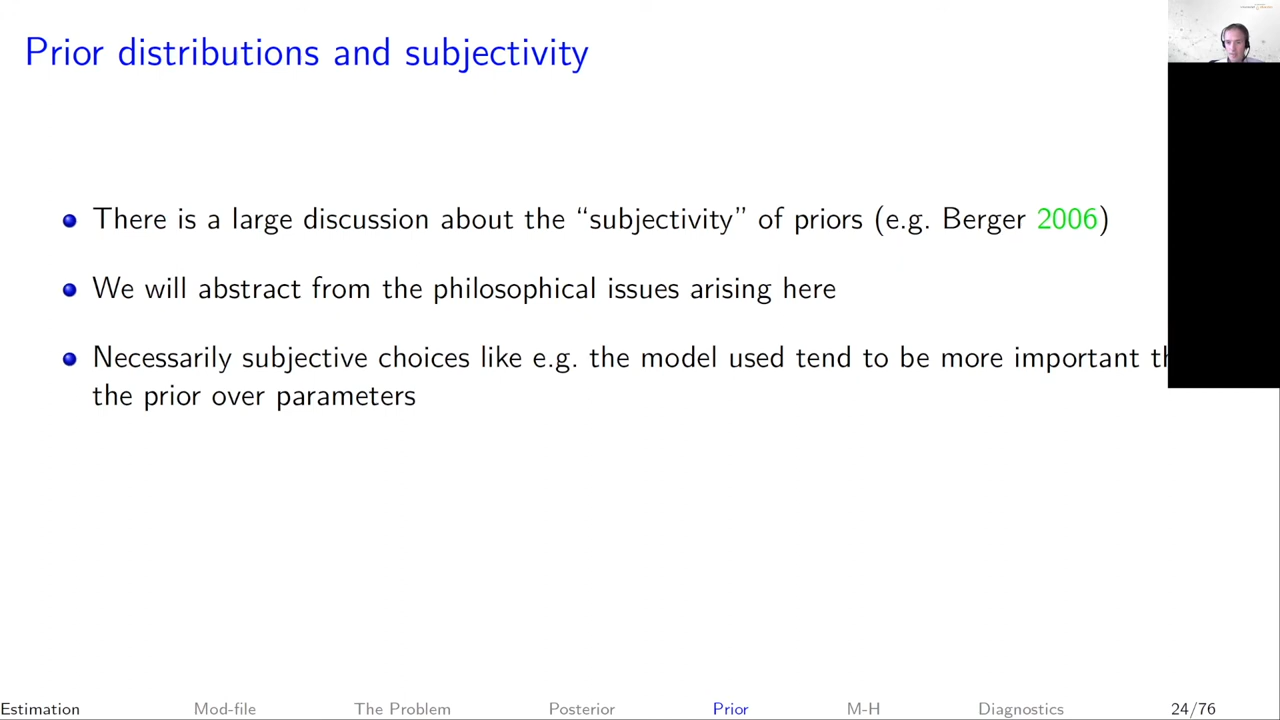 Prior distributions and subjectivity
There is a large discussion about the “subjectivity” of priors (e.g. Berger 2006)
We will abstract from the philosophical issues arising here
Necessarily subjective choices like e.g. the model used tend to be more important
the prior over parameters
Estimation Mod-file The Problem Posterior Prior M-H Diagnostics 24/76